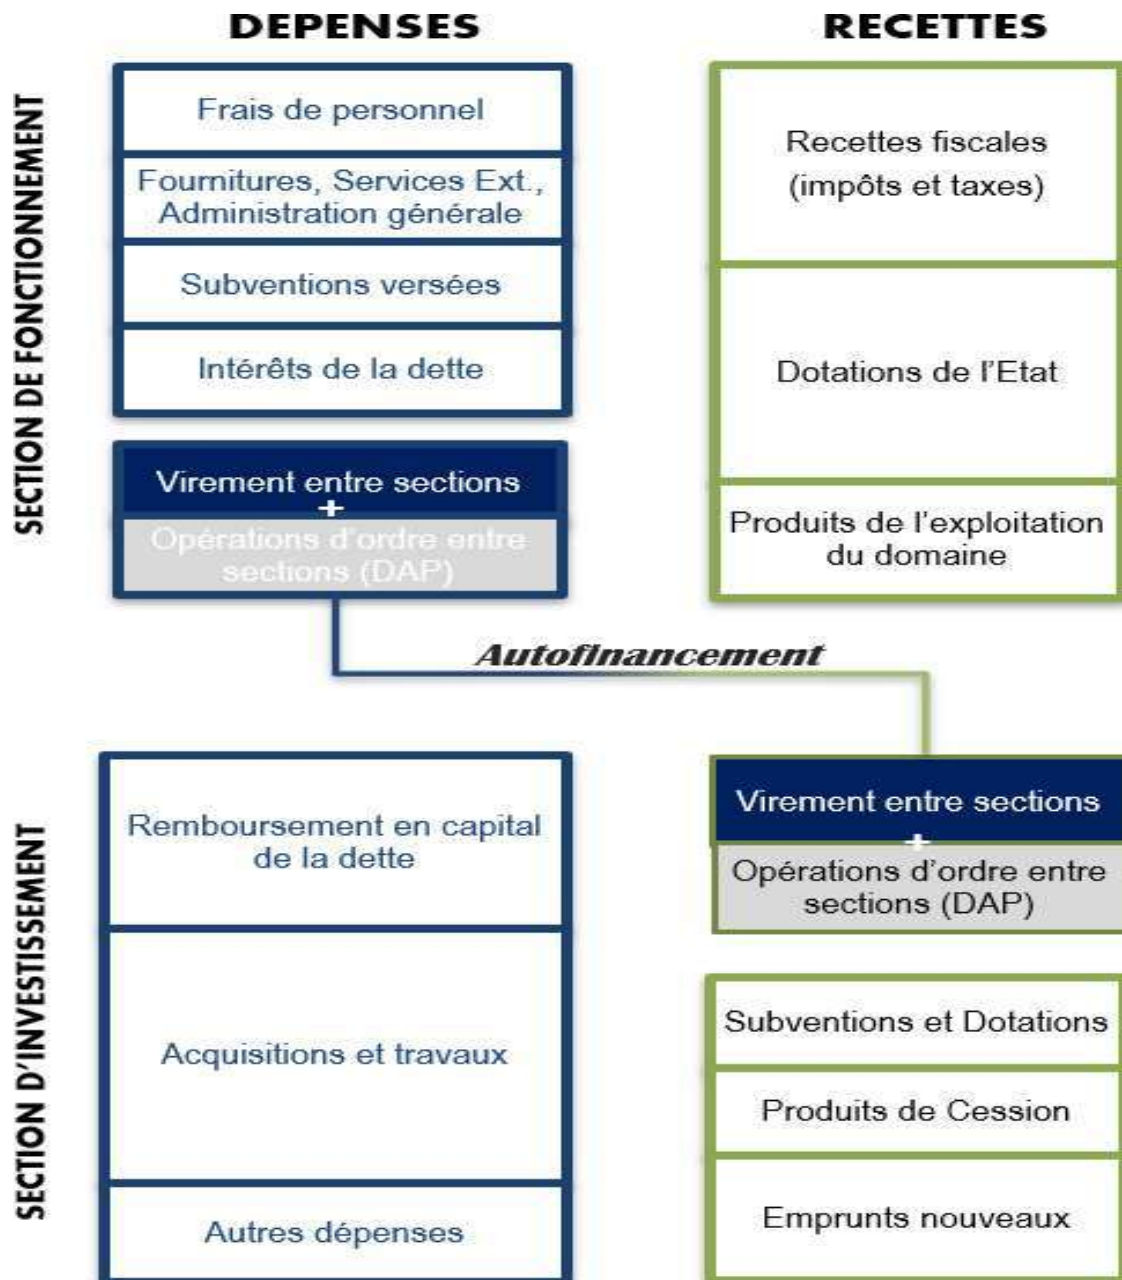 DEPENSES
RECETTES
SECTION DE FONCTIONNEMENT
Frais de personnel
Fournitures, Services Ext.,
Administration générale
Subventions versées
Intérêts de la dette
Virement entre sections
+
Opérations d'ordre entre
sections (DAP)
Recettes fiscales
(impôts et taxes)
Dotations de l'Etat
Produits de l'exploitation
du domaine
Autofinancement
SECTION D'INVESTISSEMENT
Remboursement en capital
de la dette
Acquisitions et travaux
Autres dépenses
Virement entre sections
+
Opérations d'ordre entre
sections (DAP)
Subventions et Dotations
Produits de Cession
Emprunts nouveaux